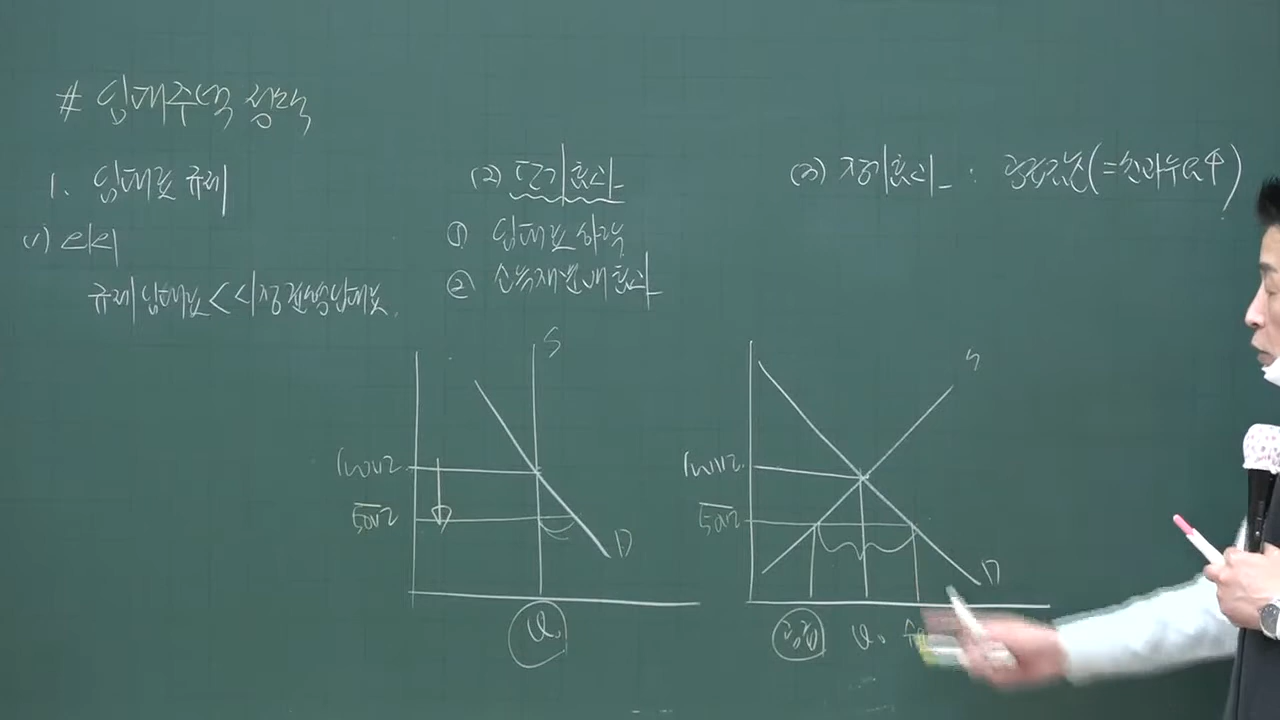 # 임대주택 정책
1. 임대료 규제
(1) 의의
규제임대료 << 시장균형임대료.
(2) 단기효과
① 임대료 하락
② 소득재분배효과
(3) 장기효과 : 공급감소(=초과수요↑)
S
100만
50만
D
Q₀
S
100만
50만
D
공급 Q₀